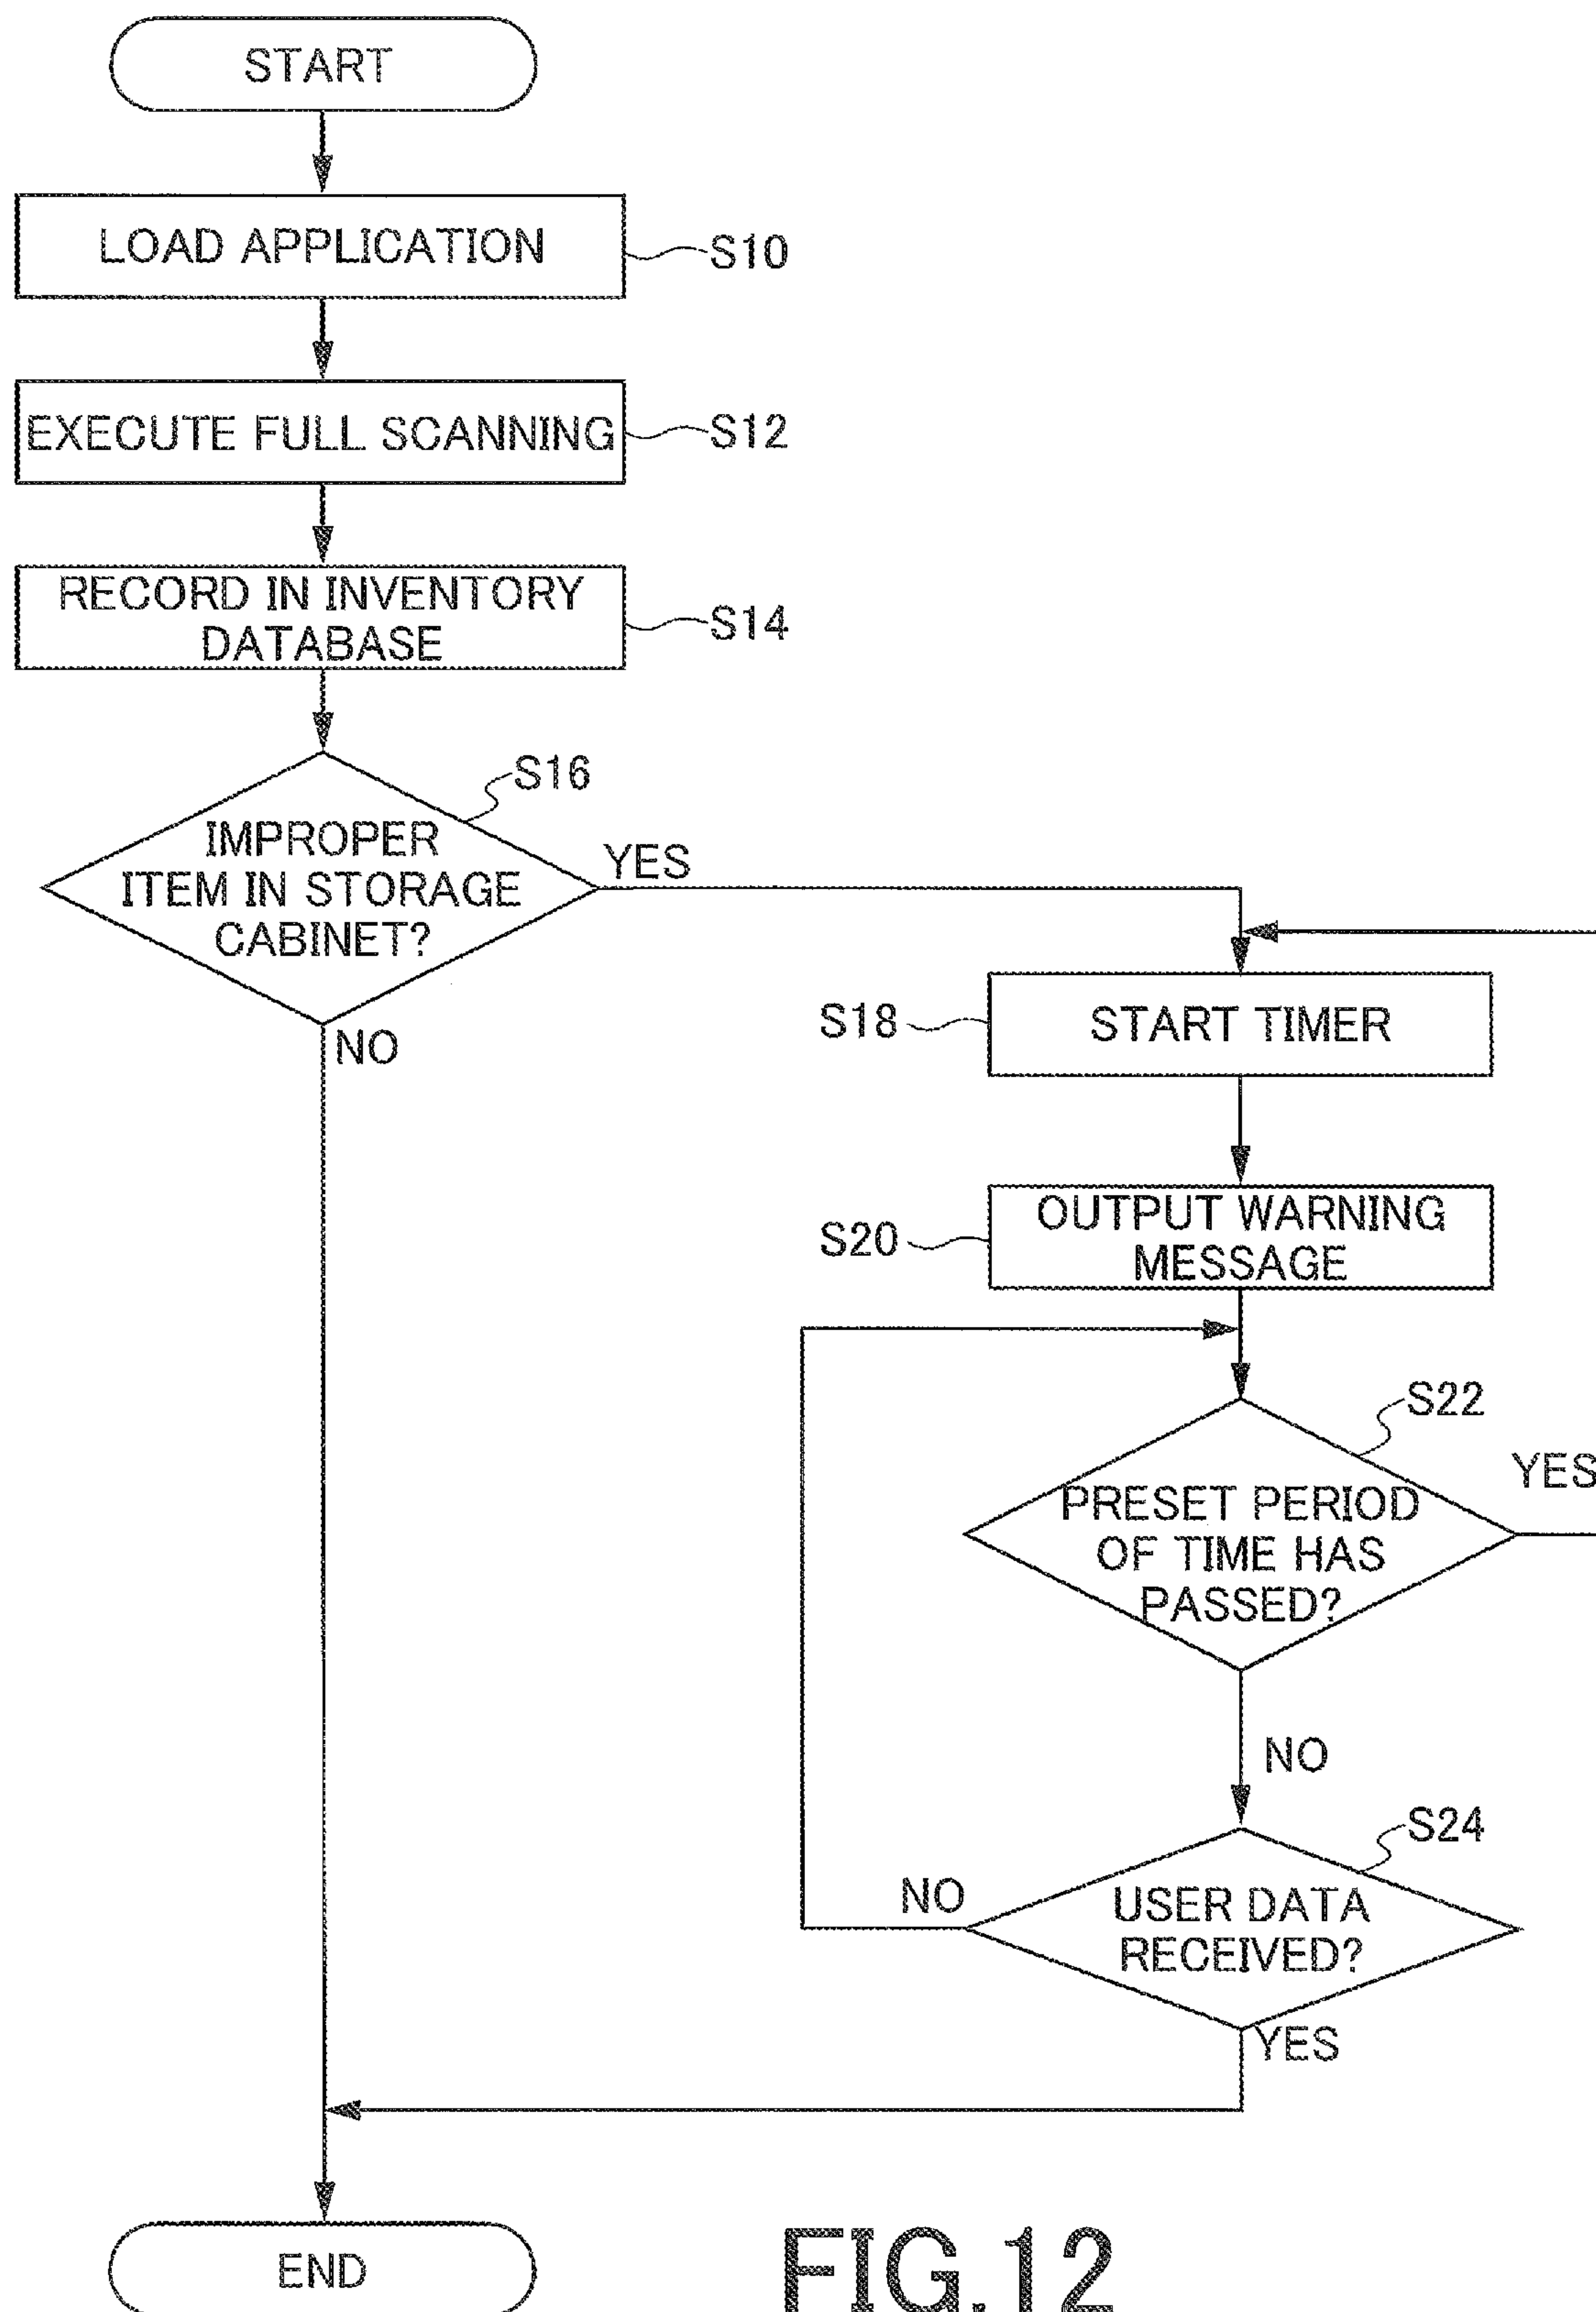 START
LOAD APPLICATION
S10
EXECUTE FULL SCANNING
S12
RECORD IN INVENTORY
DATABASE
S14
S16
IMPROPER
ITEM IN STORAGE
CABINET?
YES
NO
S18
START TIMER
S20
OUTPUT WARNING
MESSAGE
S22
PRESET PERIOD
OF TIME HAS
PASSED?
YES
NO
S24
USER DATA
RECEIVED?
NO
YES
END
FIG.12